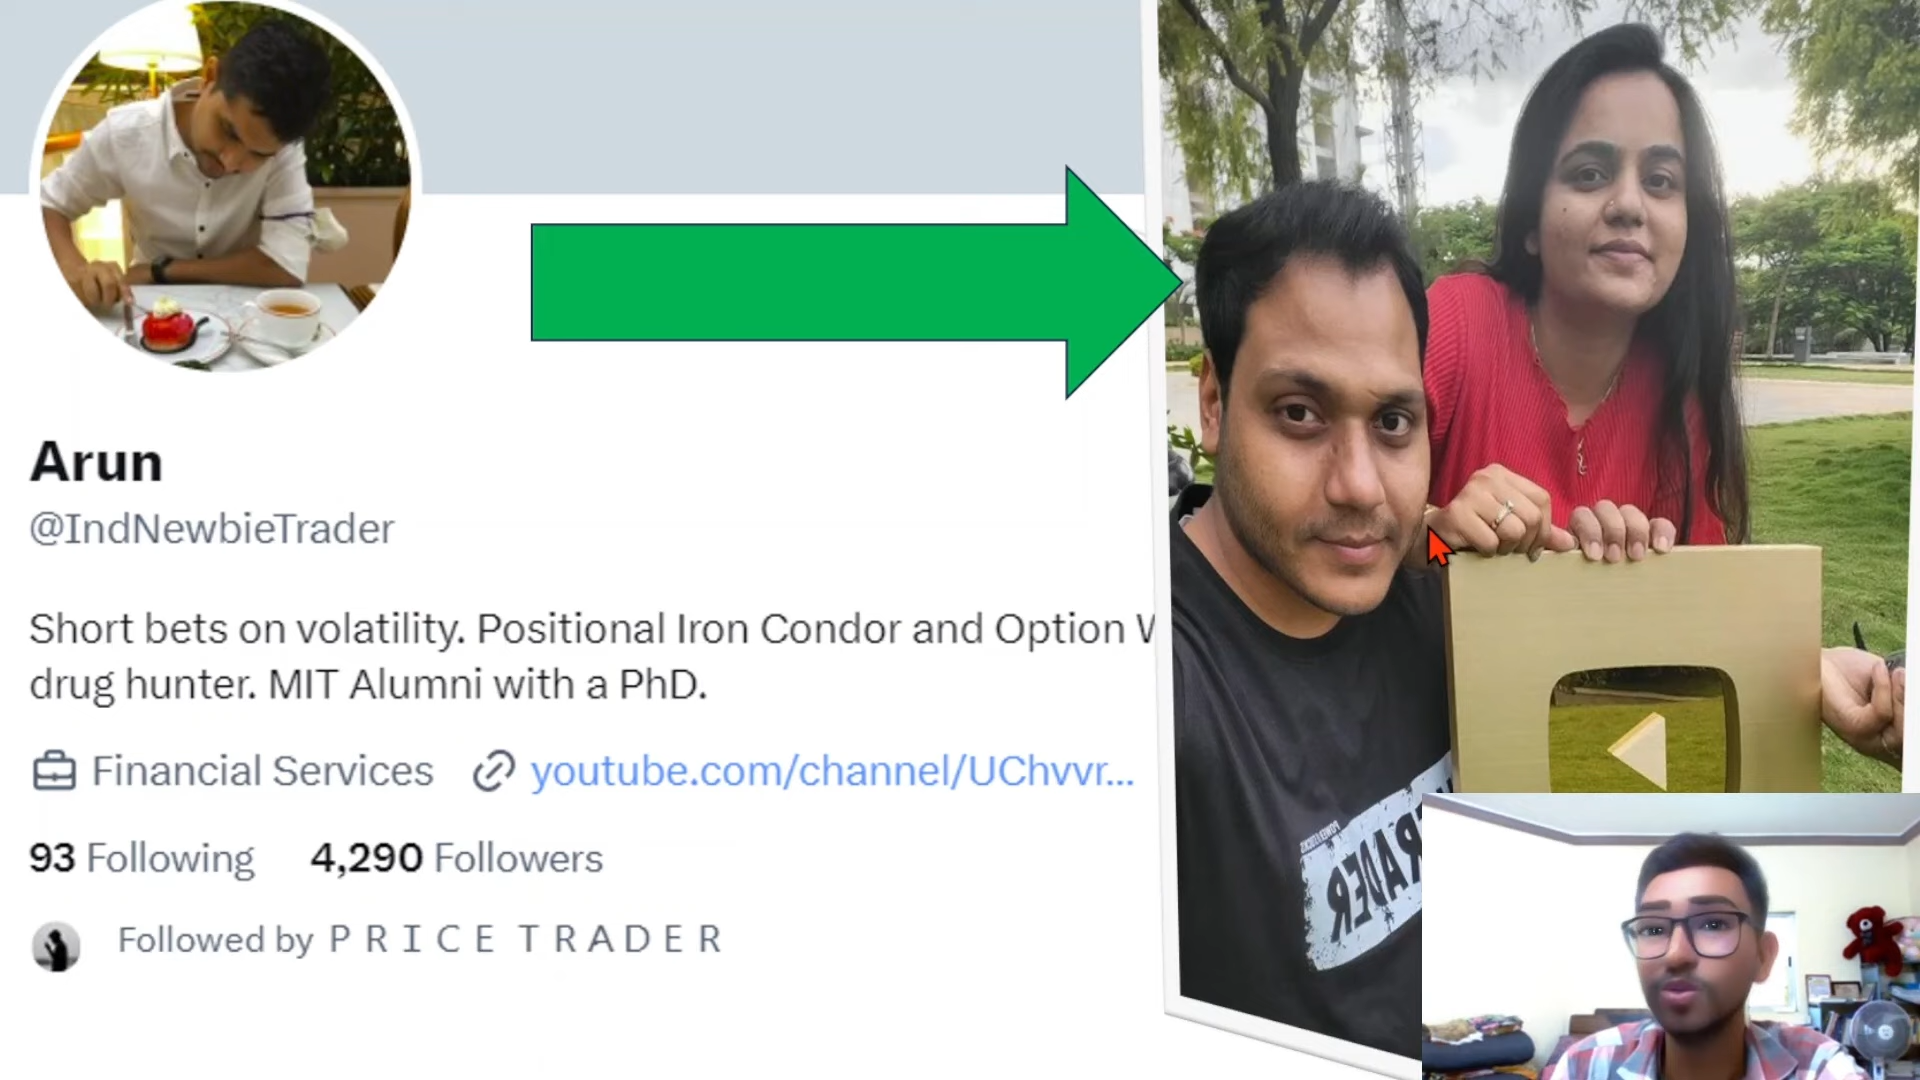 Arun
@IndNewbieTrader
Short bets on volatility. Positional Iron Condor and Option
drug hunter. MIT Alumni with a PhD.
Financial Services youtube.com/channel/UChvvr...
93 Following 4,290 Followers
Followed by P R I C E T R A D E R
RADER